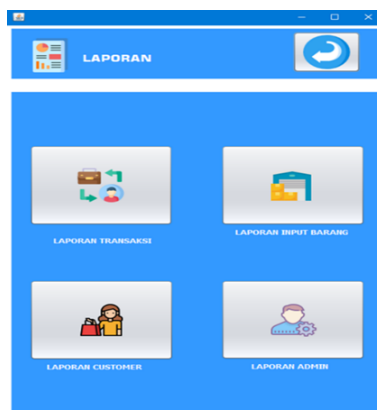 LAPORAN
LAPORAN TRANSAKSI
LAPORAN INPUT BARANG
LAPORAN CUSTOMER
LAPORAN ADMIN